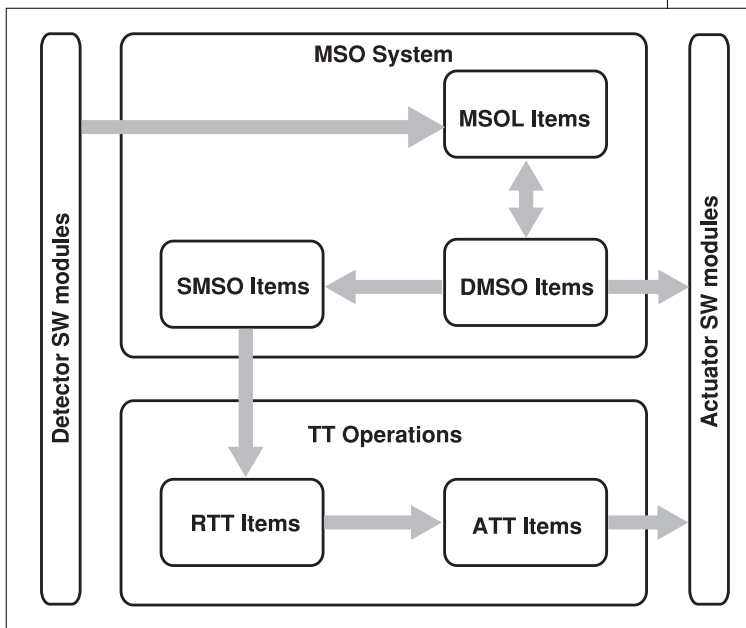 Detector SW modules
MSO System
MSOL Items
SMSO Items
DMSO Items
TT Operations
RTT Items
ATT Items
Actuator SW modules